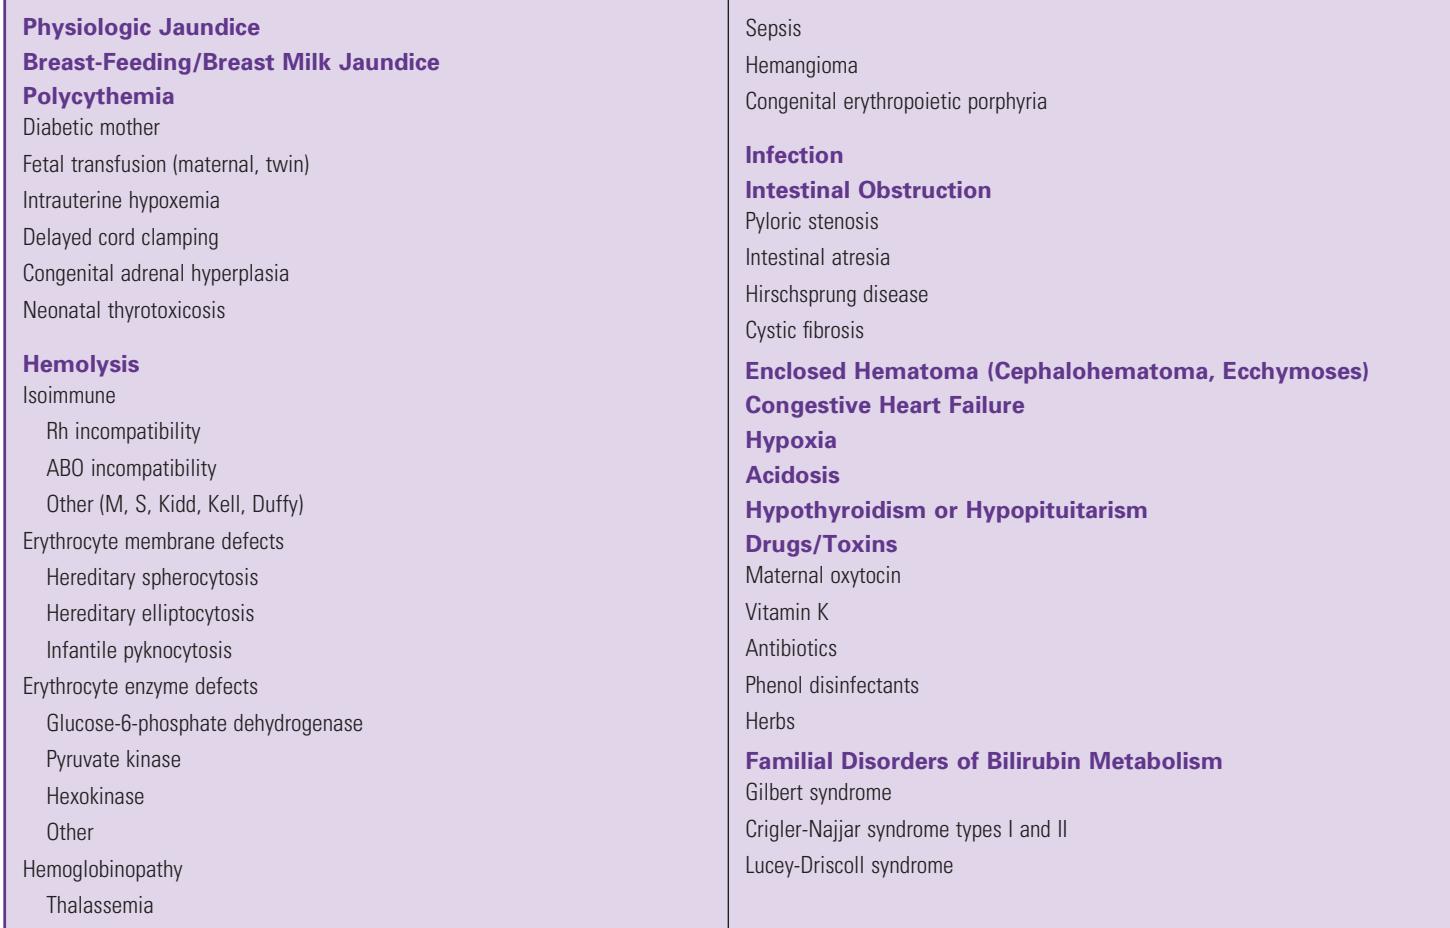 Physiologic Jaundice
Breast-Feeding/Breast Milk Jaundice
Polycythemia
Diabetic mother
Fetal transfusion (maternal, twin)
Intrauterine hypoxemia
Delayed cord clamping
Congenital adrenal hyperplasia
Neonatal thyrotoxicosis
Hemolysis
Isoimmune
Rh incompatibility
ABO incompatibility
Other (M, S, Kidd, Kell, Duffy)
Erythrocyte membrane defects
Hereditary spherocytosis
Hereditary elliptocytosis
Infantile pyknocytosis
Erythrocyte enzyme defects
Glucose-6-phosphate dehydrogenase
Pyruvate kinase
Hexokinase
Other
Hemoglobinopathy
Thalassemia
Sepsis
Hemangioma
Congenital erythropoietic porphyria
Infection
Intestinal Obstruction
Pyloric stenosis
Intestinal atresia
Hirschsprung disease
Cystic fibrosis
Enclosed Hematoma (Cephalohematoma, Ecchymoses)
Congestive Heart Failure
Hypoxia
Acidosis
Hypothyroidism or Hypopituitarism
Drugs/Toxins
Maternal oxytocin
Vitamin K
Antibiotics
Phenol disinfectants
Herbs
Familial Disorders of Bilirubin Metabolism
Gilbert syndrome
Crigler-Najjar syndrome types I and II
Lucey-Driscoll syndrome